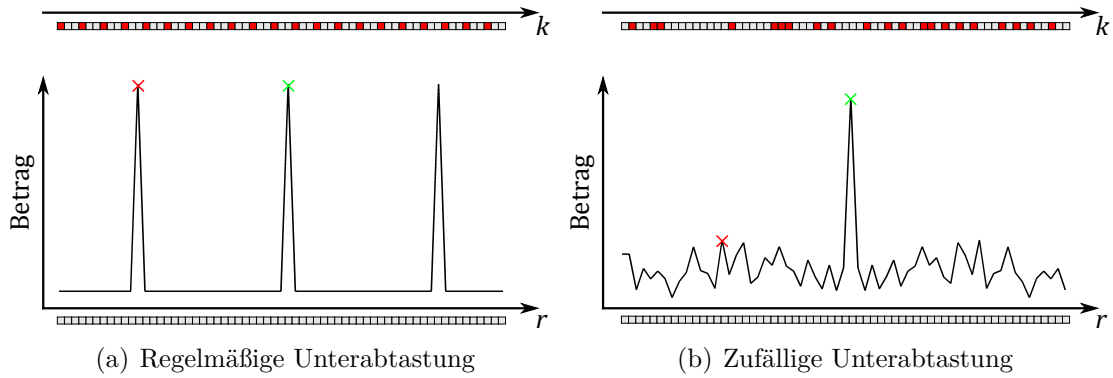 k
k
Betrag
Betrag
r
r
(a) Regelmäßige Unterabtastung
(b) Zufällige Unterabtastung